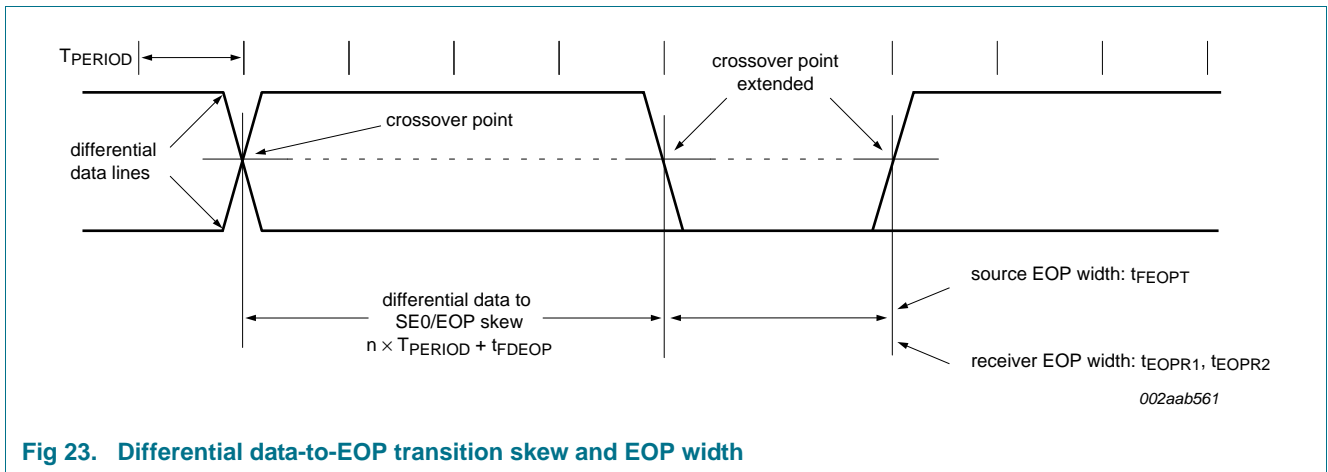 TPERIOD
crossover point
extended
crossover point
differential
data lines
source EOP width: tFEOPT
differential data to
SE0/EOP skew
n × TPERIOD + tFDEOP
receiver EOP width: tEOPR1, tEOPR2
002aab561
Fig 23. Differential data-to-EOP transition skew and EOP width